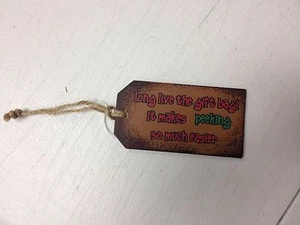 long live the gift bag!
it makes peeking
so much easier.